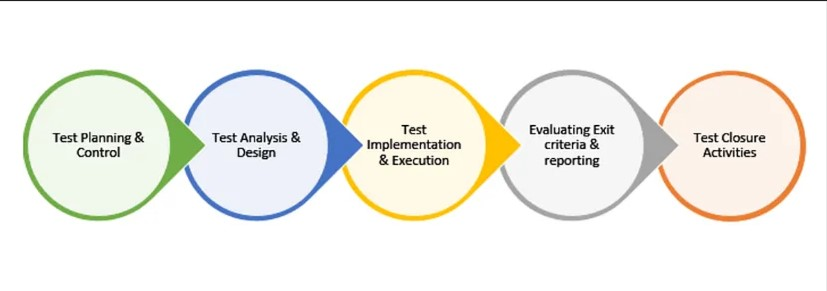 Test Planning &
Control
Test Analysis &
Design
Test
Implementation
& Execution
Evaluating Exit
criteria &
reporting
Test Closure
Activities